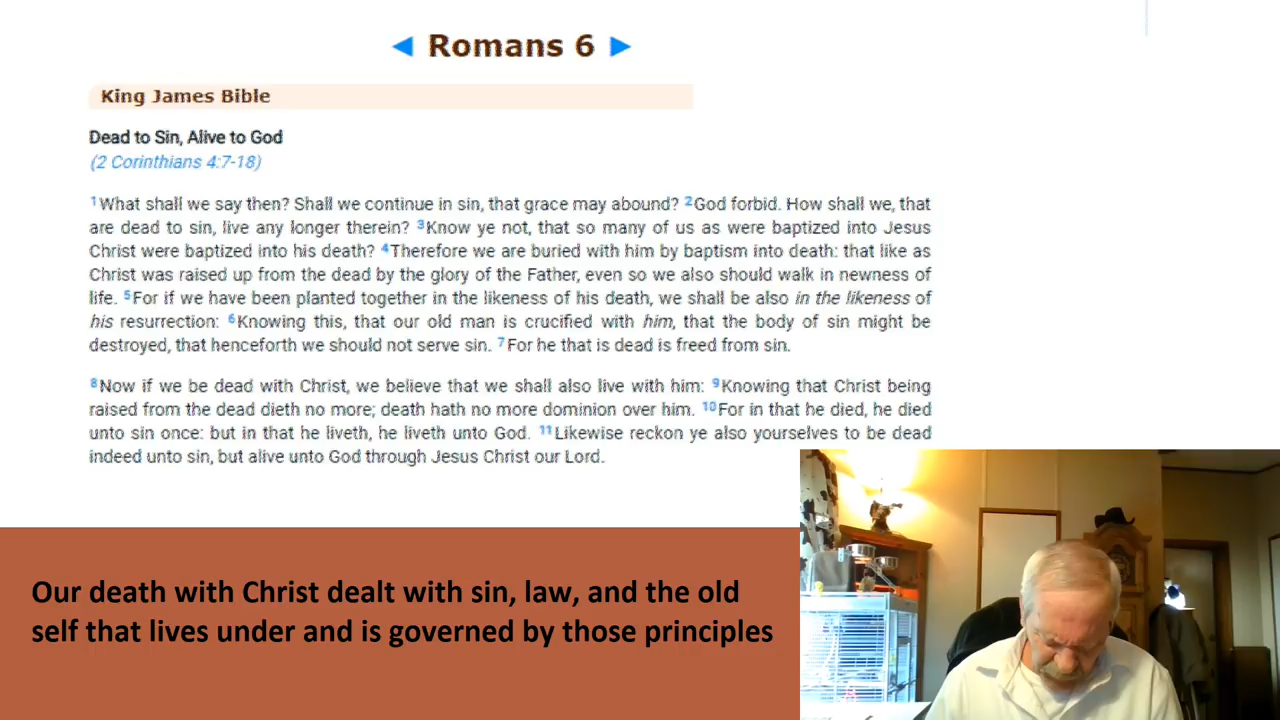 ◄ Romans 6 ►
King James Bible
Dead to Sin, Alive to God
(2 Corinthians 4:7-18)
1What shall we say then? Shall we continue in sin, that grace may abound? 2God forbid. How shall we, that
are dead to sin, live any longer therein? 3Know ye not, that so many of us as were baptized into Jesus
Christ were baptized into his death? 4Therefore we are buried with him by baptism into death: that like as
Christ was raised up from the dead by the glory of the Father, even so we also should walk in newness of
life. 5For if we have been planted together in the likeness of his death, we shall be also in the likeness of
his resurrection: 6Knowing this, that our old man is crucified with him, that the body of sin might be
destroyed, that henceforth we should not serve sin. 7For he that is dead is freed from sin.
8Now if we be dead with Christ, we believe that we shall also live with him: 9Knowing that Christ being
raised from the dead dieth no more; death hath no more dominion over him. 10For in that he died, he died
unto sin once: but in that he liveth, he liveth unto God. 11Likewise reckon ye also yourselves to be dead
indeed unto sin, but alive unto God through Jesus Christ our Lord.
Our death with Christ dealt with sin, law, and the old
self that lives under and is governed by those principles